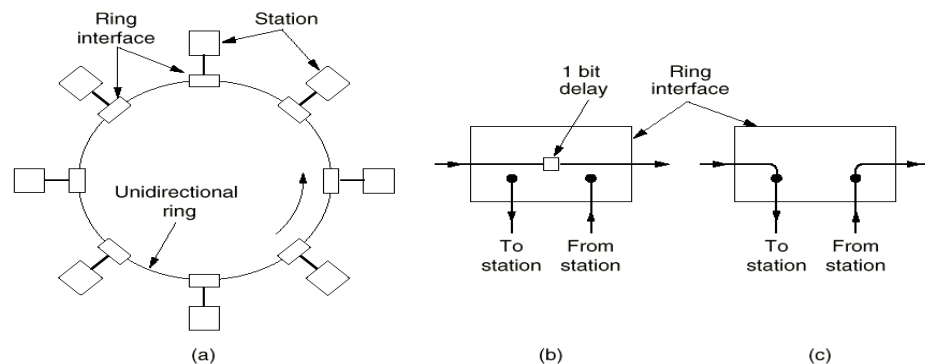 Ring
interface
Station
Unidirectional
ring
(a)
1 bit
delay
Ring
interface
To
station
From
station
(b)
To
station
From
station
(c)